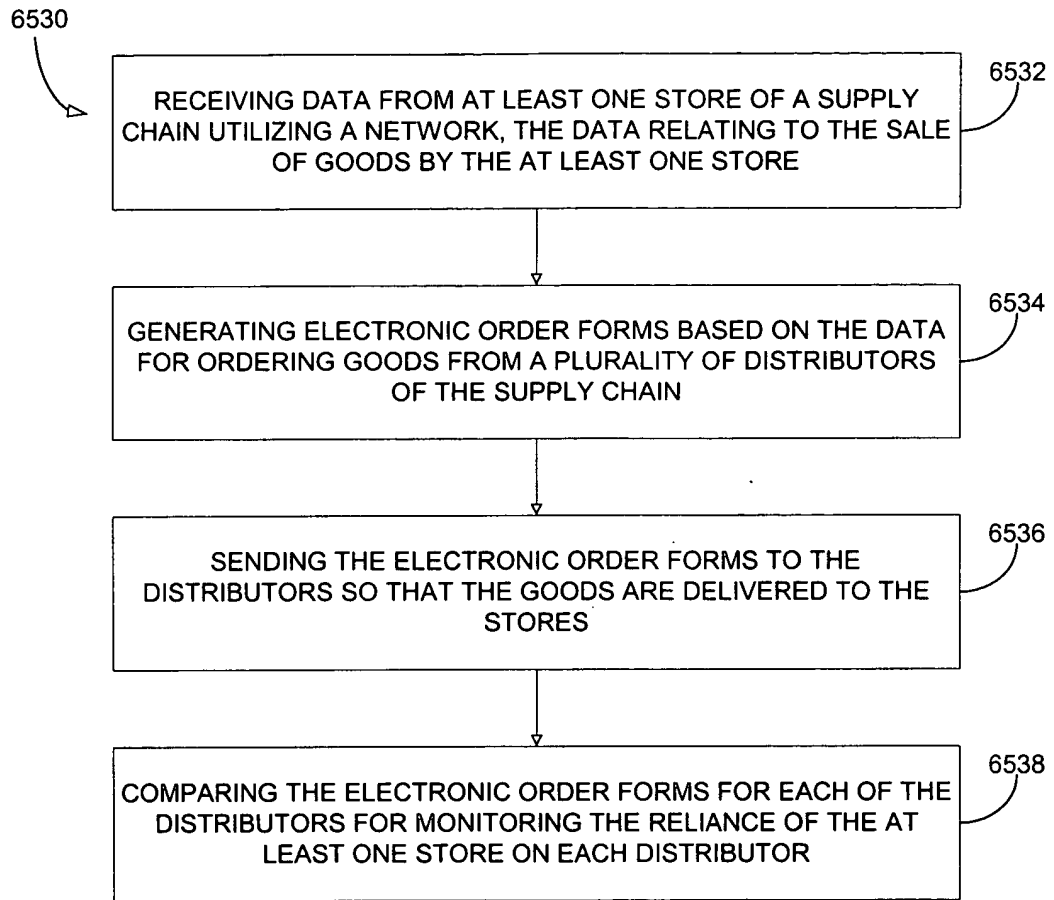 6530
6532
RECEIVING DATA FROM AT LEAST ONE STORE OF A SUPPLY
CHAIN UTILIZING A NETWORK, THE DATA RELATING TO THE SALE
OF GOODS BY THE AT LEAST ONE STORE
6534
GENERATING ELECTRONIC ORDER FORMS BASED ON THE DATA
FOR ORDERING GOODS FROM A PLURALITY OF DISTRIBUTORS
OF THE SUPPLY CHAIN
6536
SENDING THE ELECTRONIC ORDER FORMS TO THE
DISTRIBUTORS SO THAT THE GOODS ARE DELIVERED TO THE
STORES
6538
COMPARING THE ELECTRONIC ORDER FORMS FOR EACH OF THE
DISTRIBUTORS FOR MONITORING THE RELIANCE OF THE AT
LEAST ONE STORE ON EACH DISTRIBUTOR